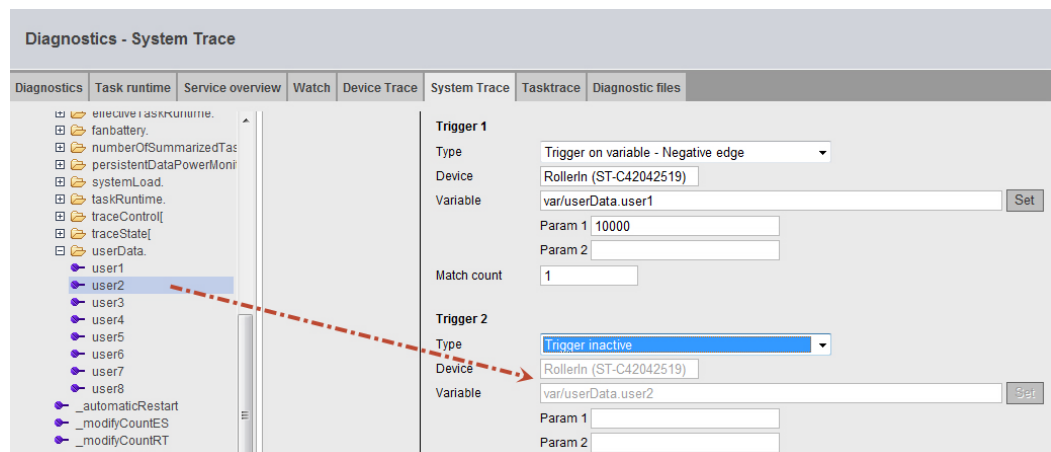 Diagnostics - System Trace
Diagnostics Task runtime Service overview Watch Device Trace System Trace Tasktrace Diagnostic files
effectiveTaskRuntime.
fanbattery.
numberOfSummarizedTas
persistentDataPowerMoni
systemLoad.
taskRuntime.
traceControl[
traceState[
userData.
user1
user2
user3
user4
user5
user6
user7
user8
_automaticRestart
_modifyCountES
_modifyCountRT
Trigger 1
Type Trigger on variable - Negative edge
Device RollerIn (ST-C42042519)
Variable var/userData.user1 Set
Param 1 10000
Param 2
Match count 1
Trigger 2
Type Trigger inactive
Device RollerIn (ST-C42042519)
Variable var/userData.user2 Set
Param 1
Param 2